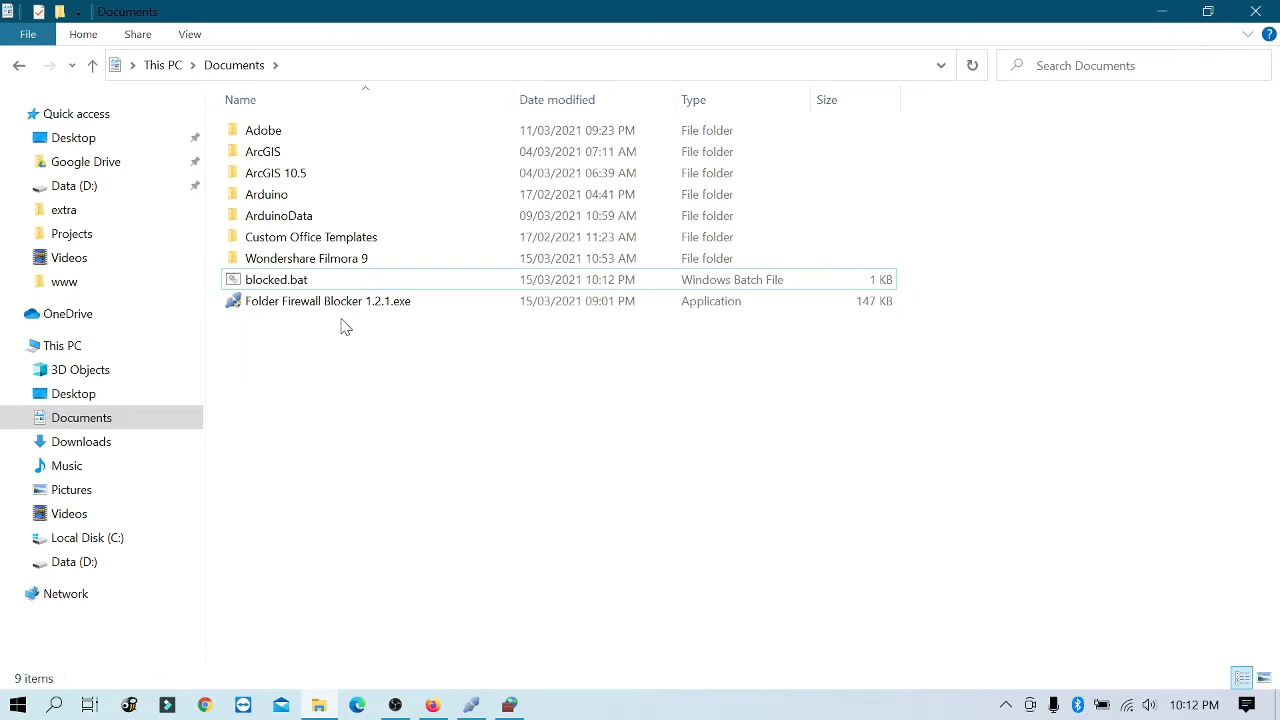 Documents
File Home Share View
This PC Documents Search Documents
Name Date modified Type Size
Quick access
Desktop
Google Drive
Data (D:)
extra
Projects
Videos
www
OneDrive
This PC
3D Objects
Desktop
Documents
Downloads
Music
Pictures
Videos
Local Disk (C:)
Data (D:)
Network
Adobe 11/03/2021 09:23 PM File folder
ArcGIS 04/03/2021 07:11 AM File folder
ArcGIS 10.5 04/03/2021 06:39 AM File folder
Arduino 17/02/2021 04:41 PM File folder
ArduinoData 09/03/2021 10:59 AM File folder
Custom Office Templates 17/02/2021 11:23 AM File folder
Wondershare Filmora 9 15/03/2021 10:53 AM File folder
blocked.bat 15/03/2021 10:12 PM Windows Batch File 1 KB
Folder Firewall Blocker 1.2.1.exe 15/03/2021 09:01 PM Application 147 KB
9 items
10:12 PM